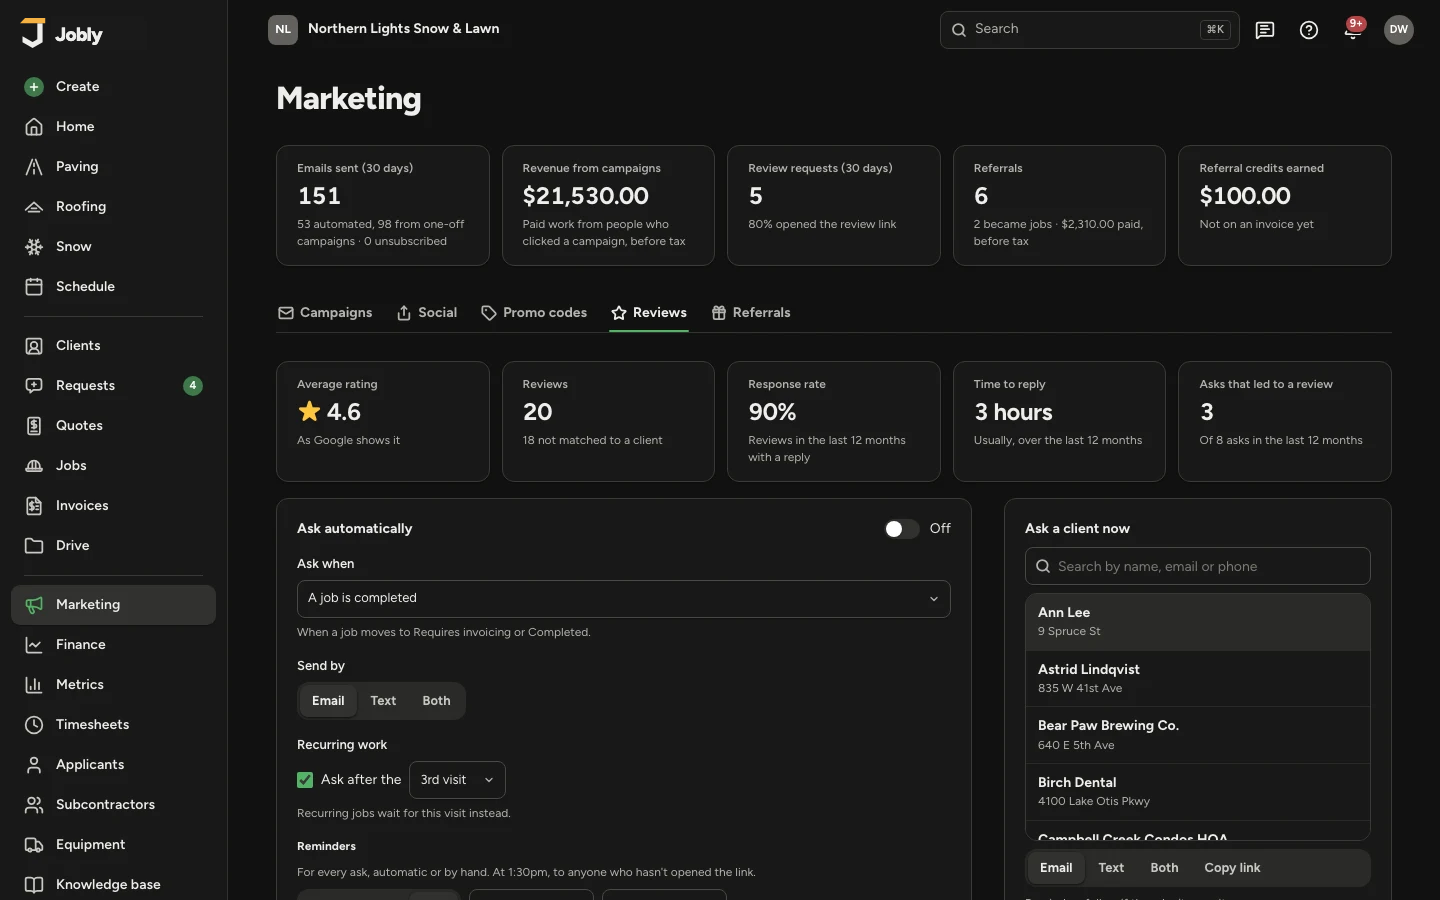 Jobly
NL
Northern Lights Snow & Lawn
Search
⌘K
9+
DW
Create
Home
Paving
Roofing
Snow
Schedule
Clients
Requests
4
Quotes
Jobs
Invoices
Drive
Marketing
Finance
Metrics
Timesheets
Applicants
Subcontractors
Equipment
Knowledge base
Marketing
Emails sent (30 days)
151
53 automated, 98 from one-off
campaigns · 0 unsubscribed
Revenue from campaigns
$21,530.00
Paid work from people who
clicked a campaign, before tax
Review requests (30 days)
5
80% opened the review link
Referrals
6
2 became jobs · $2,310.00 paid,
before tax
Referral credits earned
$100.00
Not on an invoice yet
Campaigns
Social
Promo codes
Reviews
Referrals
Average rating
4.6
As Google shows it
Reviews
20
18 not matched to a client
Response rate
90%
Reviews in the last 12 months
with a reply
Time to reply
3 hours
Usually, over the last 12 months
Asks that led to a review
3
Of 8 asks in the last 12 months
Ask automatically
Off
Ask when
A job is completed
When a job moves to Requires invoicing or Completed.
Send by
Email Text Both
Recurring work
Ask after the 3rd visit
Recurring jobs wait for this visit instead.
Reminders
For every ask, automatic or by hand. At 1:30pm, to anyone who hasn't opened the link.
Ask a client now
Search by name, email or phone
Ann Lee
9 Spruce St
Astrid Lindqvist
835 W 41st Ave
Bear Paw Brewing Co.
640 E 5th Ave
Birch Dental
4100 Lake Otis Pkwy
Campbell Creek Condos HOA
Email Text Both Copy link